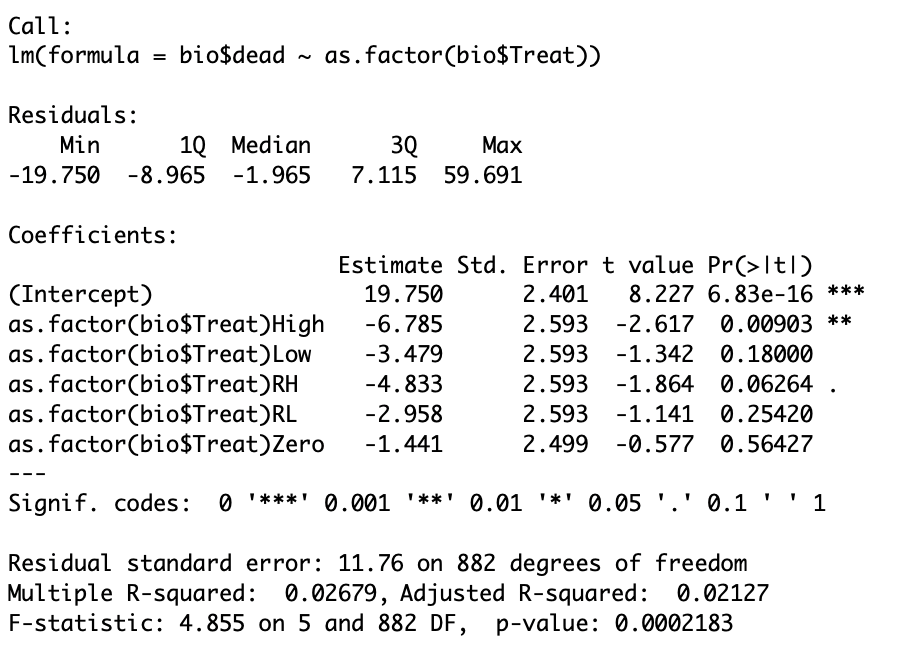 Call:
lm(formula = bio$dead ~ as.factor(bio$Treat))
Residuals:
    Min      1Q  Median      3Q     Max
-19.750  -8.965  -1.965   7.115  59.691
Coefficients:
                         Estimate Std. Error t value Pr(>|t|)
(Intercept)                19.750      2.401   8.227 6.83e-16 ***
as.factor(bio$Treat)High   -6.785      2.593  -2.617  0.00903 **
as.factor(bio$Treat)Low    -3.479      2.593  -1.342  0.18000
as.factor(bio$Treat)RH     -4.833      2.593  -1.864  0.06264 .
as.factor(bio$Treat)RL     -2.958      2.593  -1.141  0.25420
as.factor(bio$Treat)Zero   -1.441      2.499  -0.577  0.56427
---
Signif. codes:  0 '***' 0.001 '**' 0.01 '*' 0.05 '.' 0.1 ' ' 1
Residual standard error: 11.76 on 882 degrees of freedom
Multiple R-squared:  0.02679, Adjusted R-squared:  0.02127
F-statistic: 4.855 on 5 and 882 DF,  p-value: 0.0002183